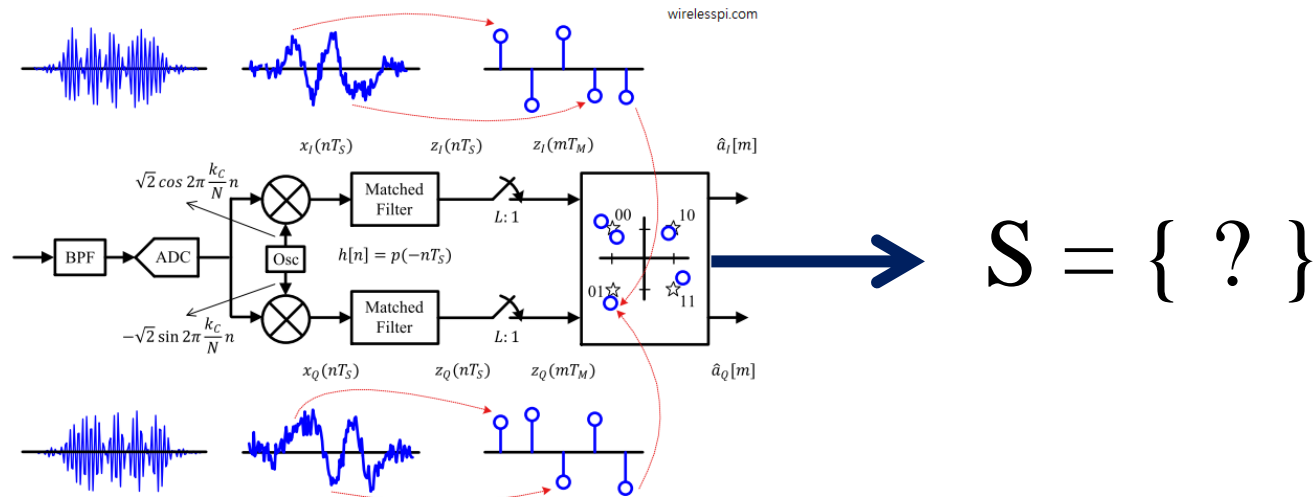 wirelesspi.com
x_I(nT_S) z_I(nT_S) z_I(mT_M) â_I[m]
√2 cos 2π k_C/N n
Matched Filter
L: 1
00 10
BPF ADC Osc h[n] = p(−nT_S)
S = { ? }
01 11
−√2 sin 2π k_C/N n
Matched Filter
L: 1
x_Q(nT_S) z_Q(nT_S) z_Q(mT_M) â_Q[m]